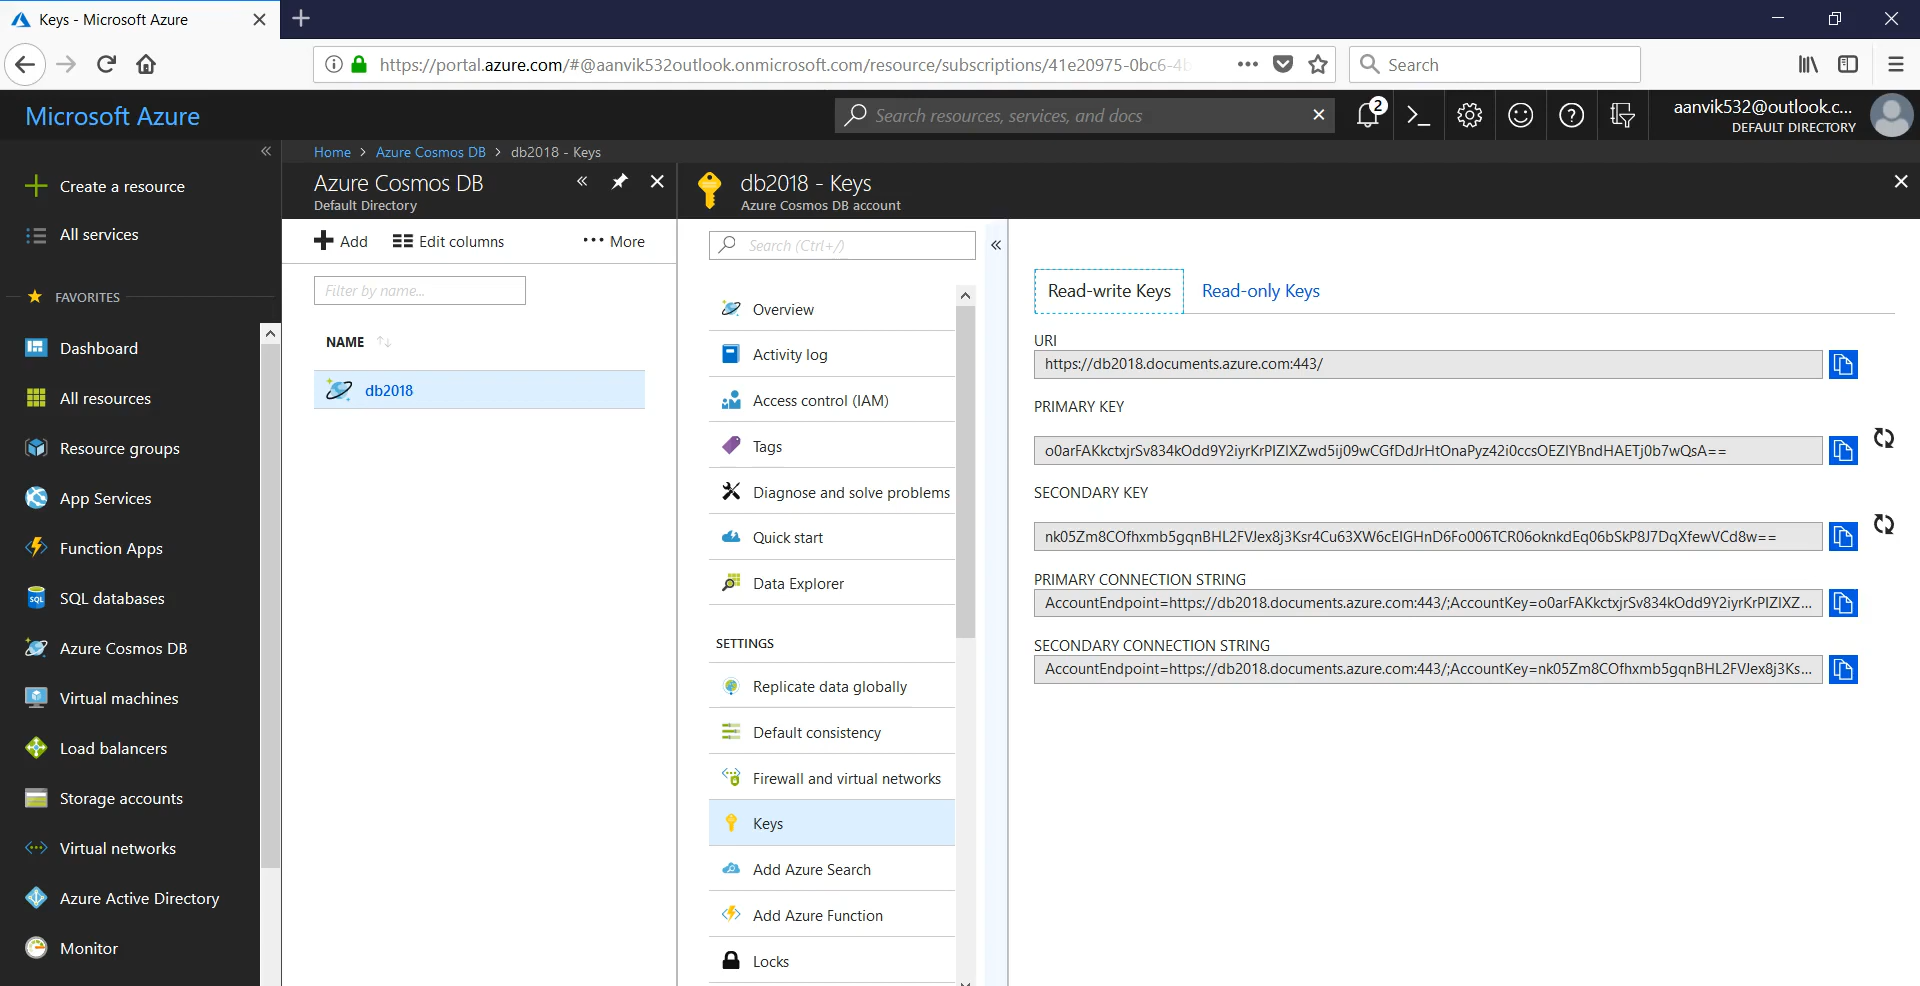 Keys - Microsoft Azure
https://portal.azure.com/#@aanvik532outlook.onmicrosoft.com/resource/subscriptions/41e20975-0bc6-4b
Search
Microsoft Azure
Search resources, services, and docs
2
aanvik532@outlook.c...
DEFAULT DIRECTORY
Create a resource
All services
FAVORITES
Dashboard
All resources
Resource groups
App Services
Function Apps
SQL databases
Azure Cosmos DB
Virtual machines
Load balancers
Storage accounts
Virtual networks
Azure Active Directory
Monitor
Home > Azure Cosmos DB > db2018 - Keys
Azure Cosmos DB
Default Directory
Add
Edit columns
More
Filter by name...
NAME
db2018
db2018 - Keys
Azure Cosmos DB account
Search (Ctrl+/)
Overview
Activity log
Access control (IAM)
Tags
Diagnose and solve problems
Quick start
Data Explorer
SETTINGS
Replicate data globally
Default consistency
Firewall and virtual networks
Keys
Add Azure Search
Add Azure Function
Locks
Read-write Keys
Read-only Keys
URI
https://db2018.documents.azure.com:443/
PRIMARY KEY
o0arFAKkctxjrSv834kOdd9Y2iyrKrPIZIXZwd5ij09wCGfDdJrHtOnaPyz42i0ccsOEZIYBndHAETj0b7wQsA==
SECONDARY KEY
nk05Zm8COfhxmb5gqnBHL2FVJex8j3Ksr4Cu63XW6cEIGHnD6Fo006TCR06oknkdEq06bSkP8J7DqXfewVCd8w==
PRIMARY CONNECTION STRING
AccountEndpoint=https://db2018.documents.azure.com:443/;AccountKey=o0arFAKkctxjrSv834kOdd9Y2iyrKrPIZIXZ...
SECONDARY CONNECTION STRING
AccountEndpoint=https://db2018.documents.azure.com:443/;AccountKey=nk05Zm8COfhxmb5gqnBHL2FVJex8j3Ks...